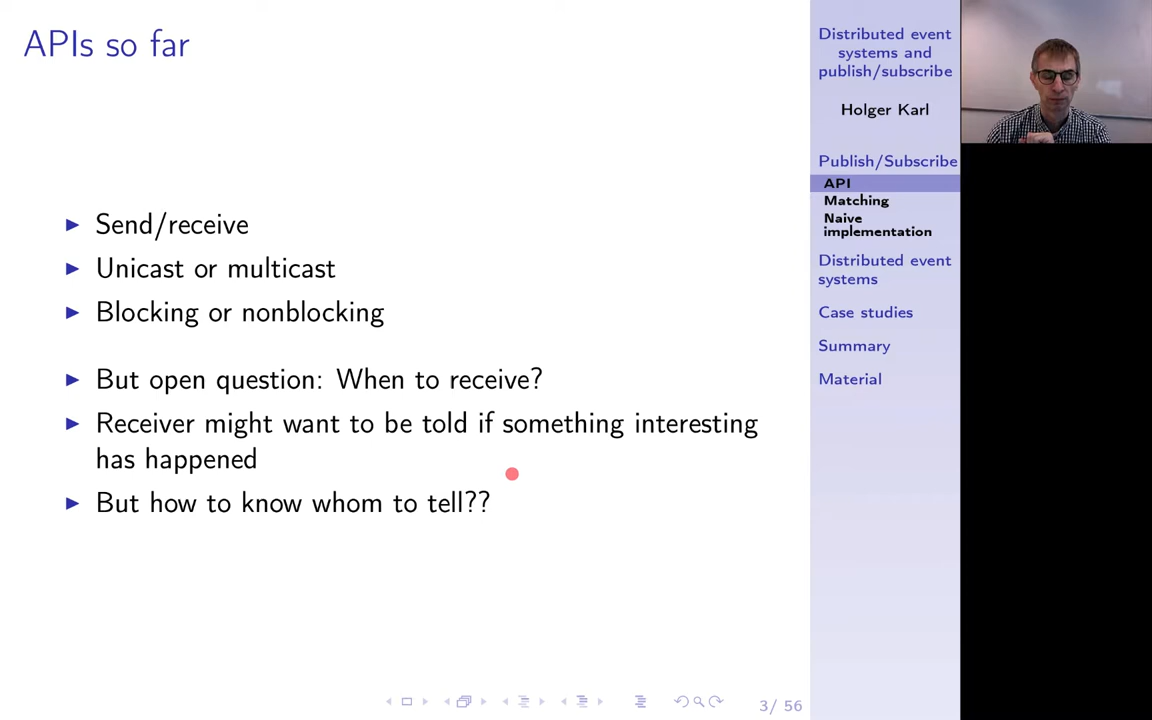 APIs so far
Send/receive
Unicast or multicast
Blocking or nonblocking
But open question: When to receive?
Receiver might want to be told if something interesting
has happened
But how to know whom to tell??
3/ 56
Distributed event
systems and
publish/subscribe
Holger Karl
Publish/Subscribe
API
Matching
Naive
implementation
Distributed event
systems
Case studies
Summary
Material